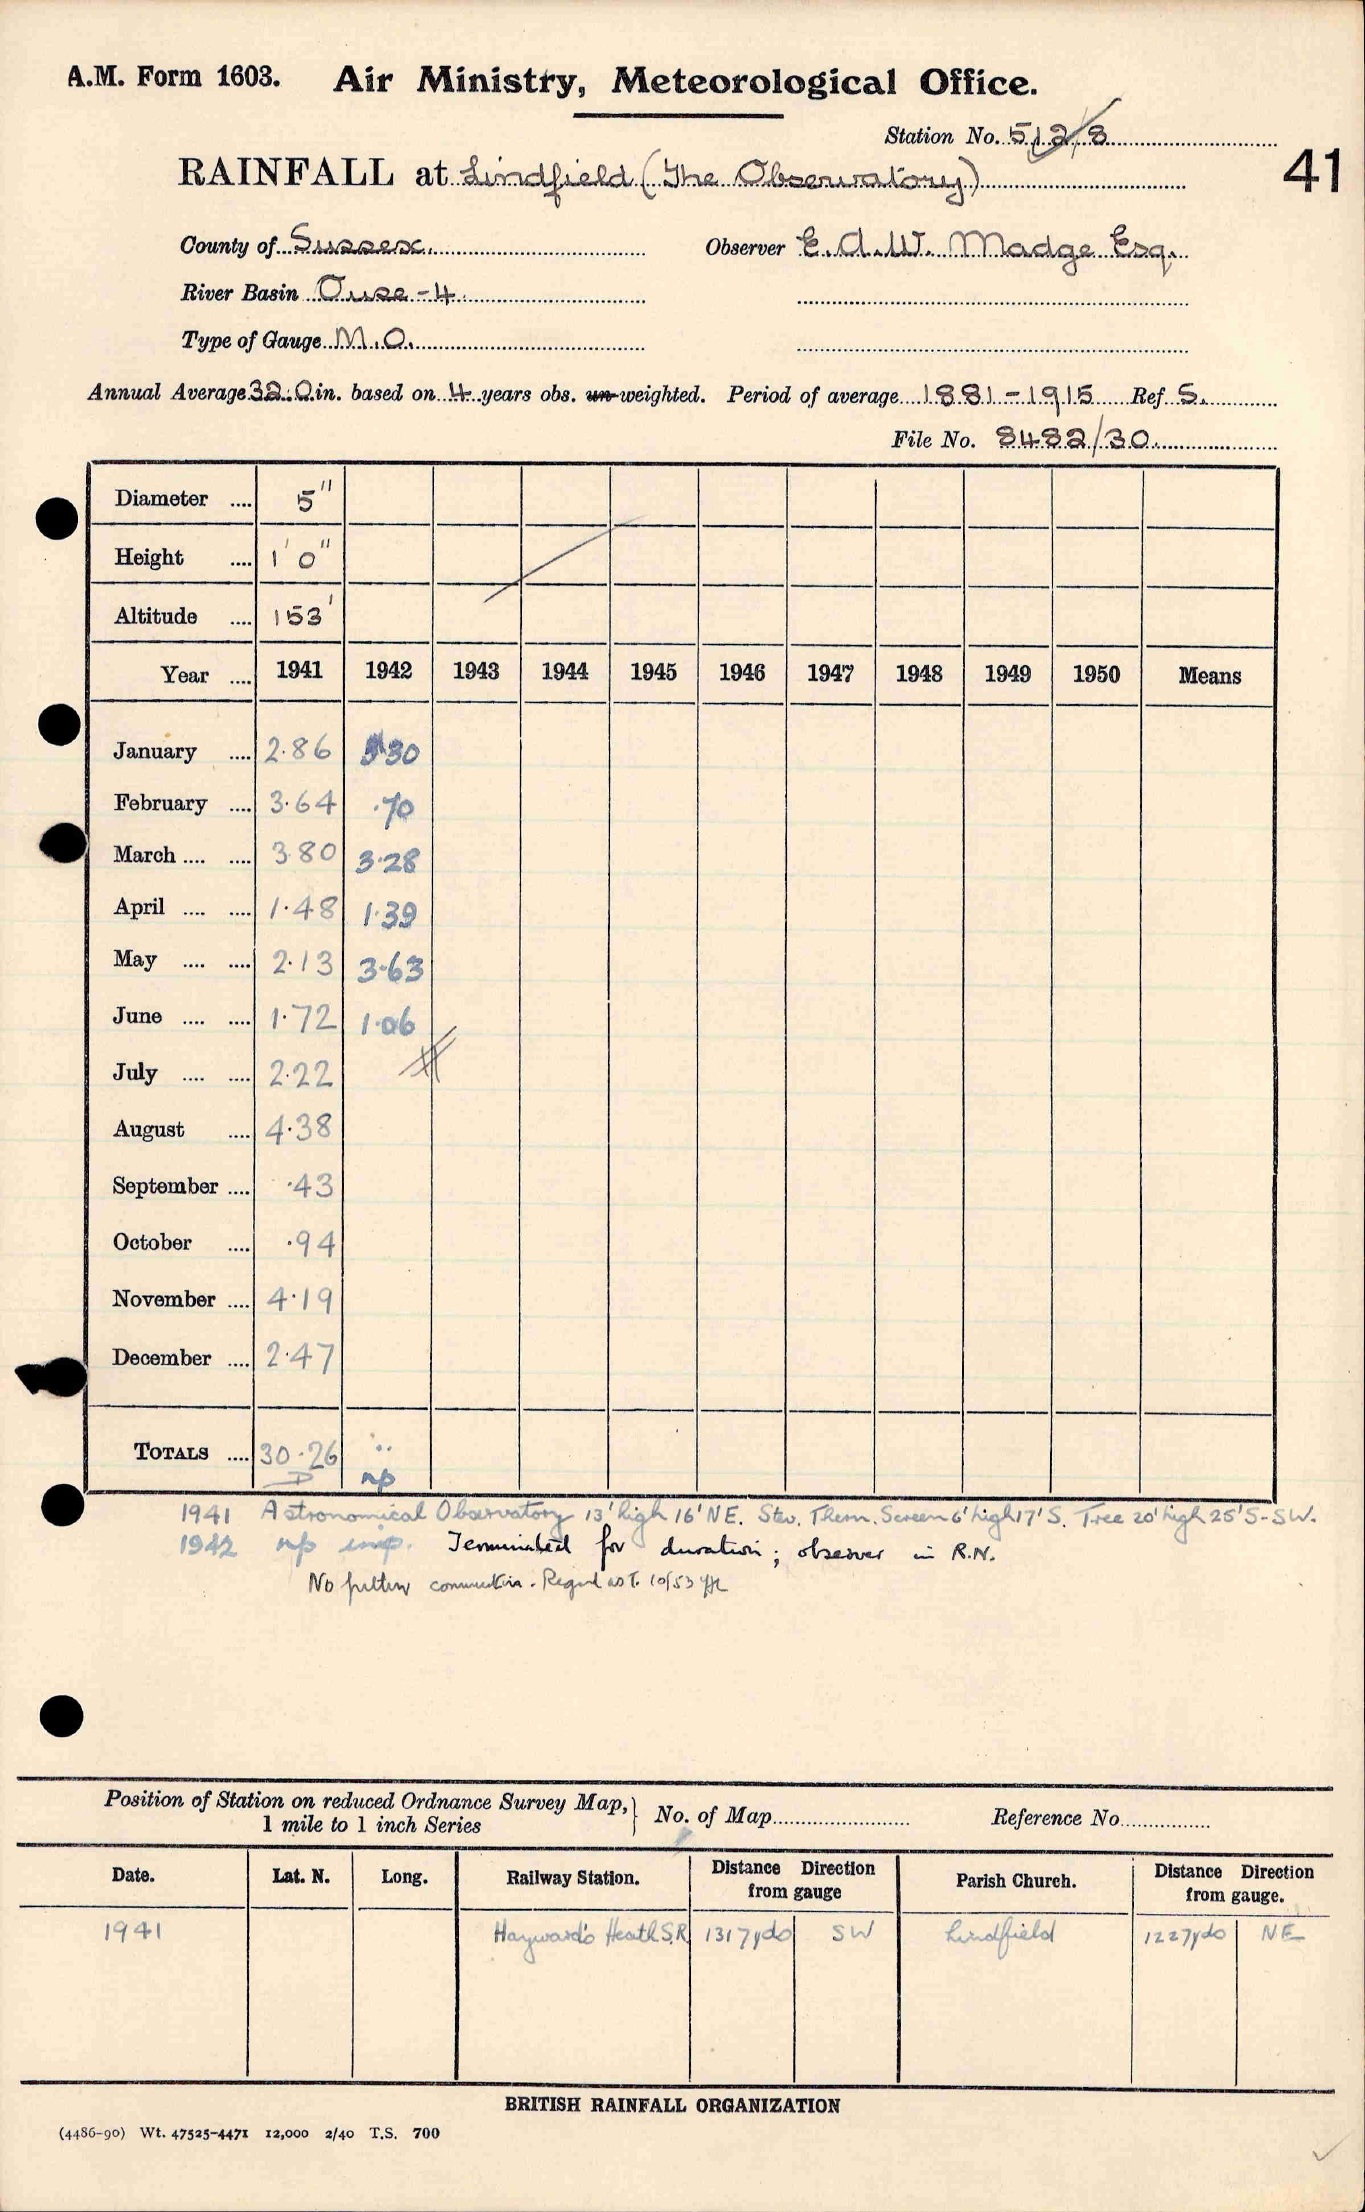 A.M. Form 1603. Air Ministry, Meteorological Office.
Station No. 512/8
41
RAINFALL at Lindfield (The Observatory)
County of Sussex. Observer E.A.W. Madge Esq.
River Basin Ouse - 4.
Type of Gauge M.O.
Annual Average 32.0 in. based on 4 years obs. un-weighted. Period of average 1881-1915 Ref S.
File No. 8482/30
Diameter .... 5"
Height .... 1' 0"
Altitude .... 153'
Year .... 1941 1942 1943 1944 1945 1946 1947 1948 1949 1950 Means
January .... 2.86 30
February .... 3.64 .70
March .... .... 3.80 3.28
April .... .... 1.48 1.39
May .... .... 2.13 3.63
June .... .... 1.72 1.06
July .... .... 2.22
August .... 4.38
September .... .43
October .... .94
November .... 4.19
December .... 2.47
TOTALS .... 30.26 ..
D np
1941 Astronomical Observatory 13' high 16' NE. Stev. Therm. Screen 6' high 17' S. Tree 20' high 25' S-SW.
1942 np Terminated for duration; observer in R.N.
No further Regard as T. 10/53
Position of Station on reduced Ordnance Survey Map, 1 mile to 1 inch Series } No. of Map.......... Reference No..........
Date. Lat. N. Long. Railway Station. Distance Direction from gauge Parish Church. Distance Direction from gauge.
1941 Hayward's Heath S.R. 1317 yds SW Lindfield 1227 yds NE
BRITISH RAINFALL ORGANIZATION
(4486-90) Wt. 47525-4471 12,000 2/40 T.S. 700